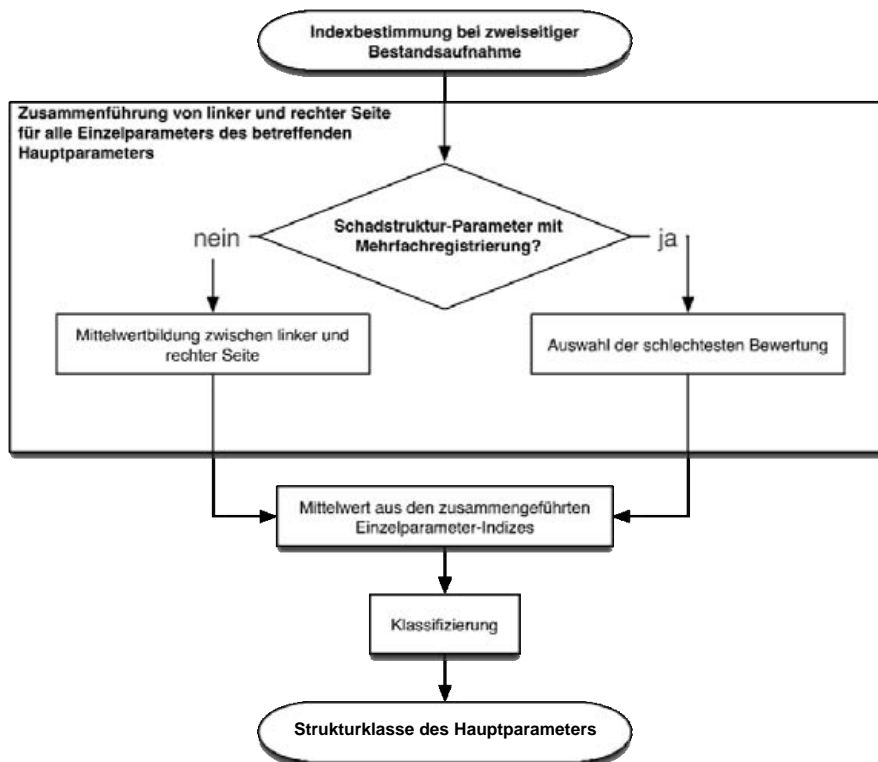 Indexbestimmung bei zweiseitiger
Bestandsaufnahme
Zusammenführung von linker und rechter Seite
für alle Einzelparameters des betreffenden
Hauptparameters
Schadstruktur-Parameter mit
Mehrfachregistrierung?
nein
ja
Mittelwertbildung zwischen linker und
rechter Seite
Auswahl der schlechtesten Bewertung
Mittelwert aus den zusammengeführten
Einzelparameter-Indizes
Klassifizierung
Strukturklasse des Hauptparameters